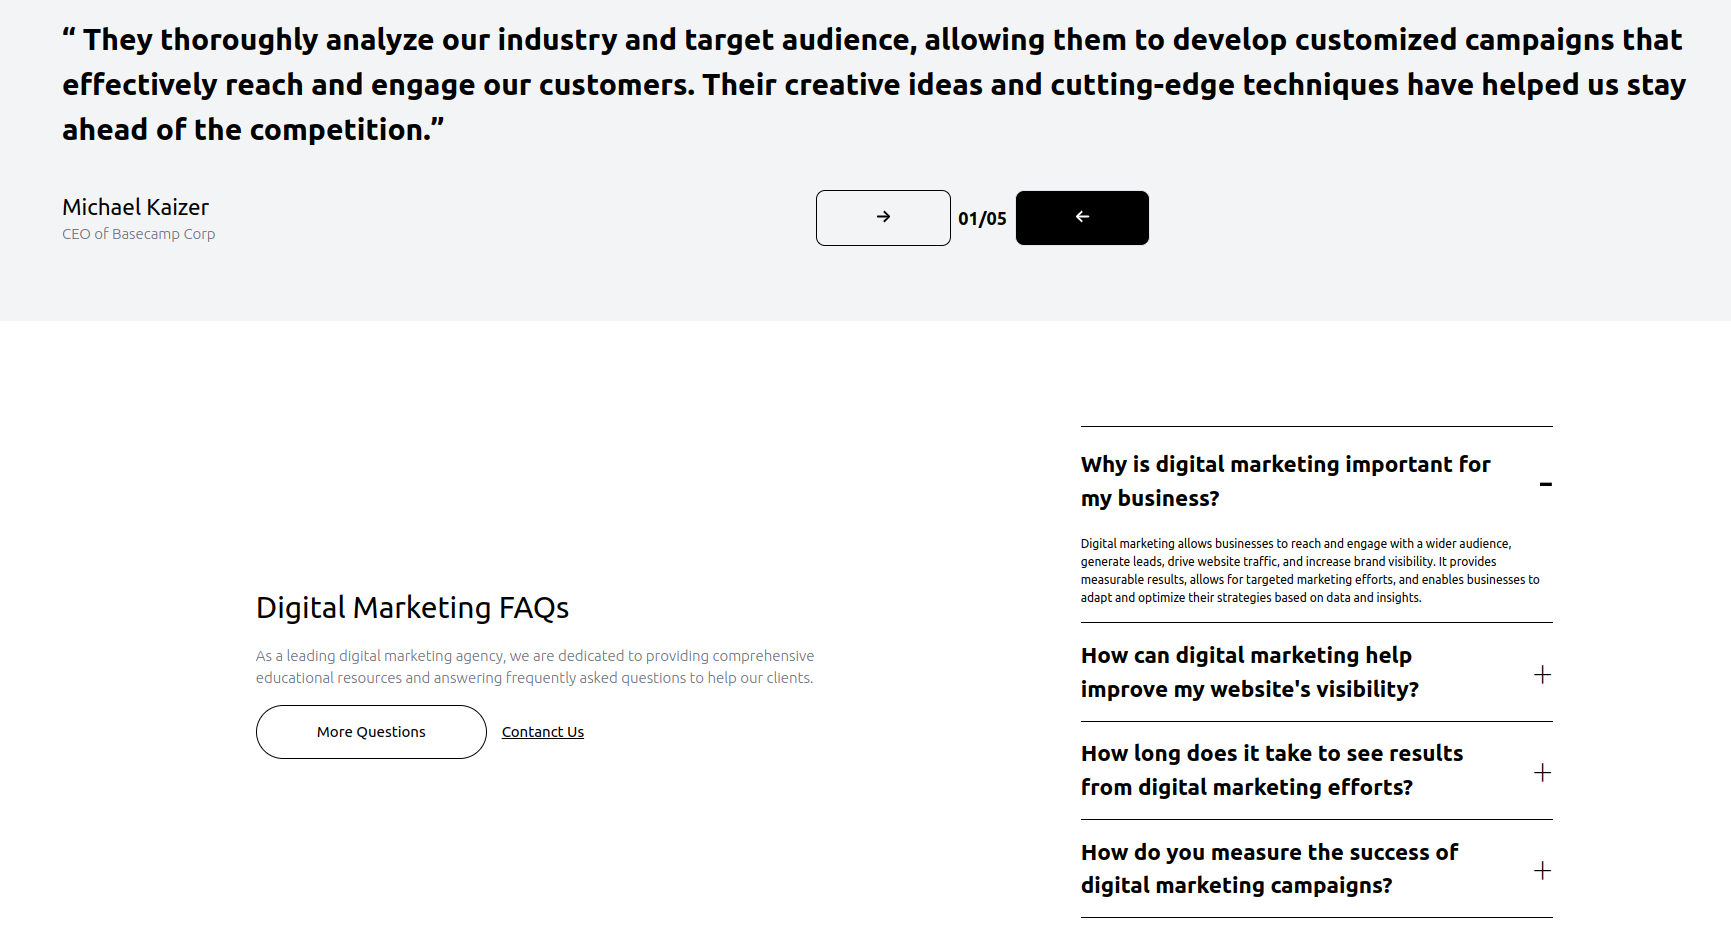 “ They thoroughly analyze our industry and target audience, allowing them to develop customized campaigns that
effectively reach and engage our customers. Their creative ideas and cutting-edge techniques have helped us stay
ahead of the competition.”
Michael Kaizer
CEO of Basecamp Corp
→ 01/05 ←
Digital Marketing FAQs
As a leading digital marketing agency, we are dedicated to providing comprehensive
educational resources and answering frequently asked questions to help our clients.
More Questions
Contanct Us
Why is digital marketing important for
my business?
Digital marketing allows businesses to reach and engage with a wider audience,
generate leads, drive website traffic, and increase brand visibility. It provides
measurable results, allows for targeted marketing efforts, and enables businesses to
adapt and optimize their strategies based on data and insights.
How can digital marketing help
improve my website's visibility?
How long does it take to see results
from digital marketing efforts?
How do you measure the success of
digital marketing campaigns?